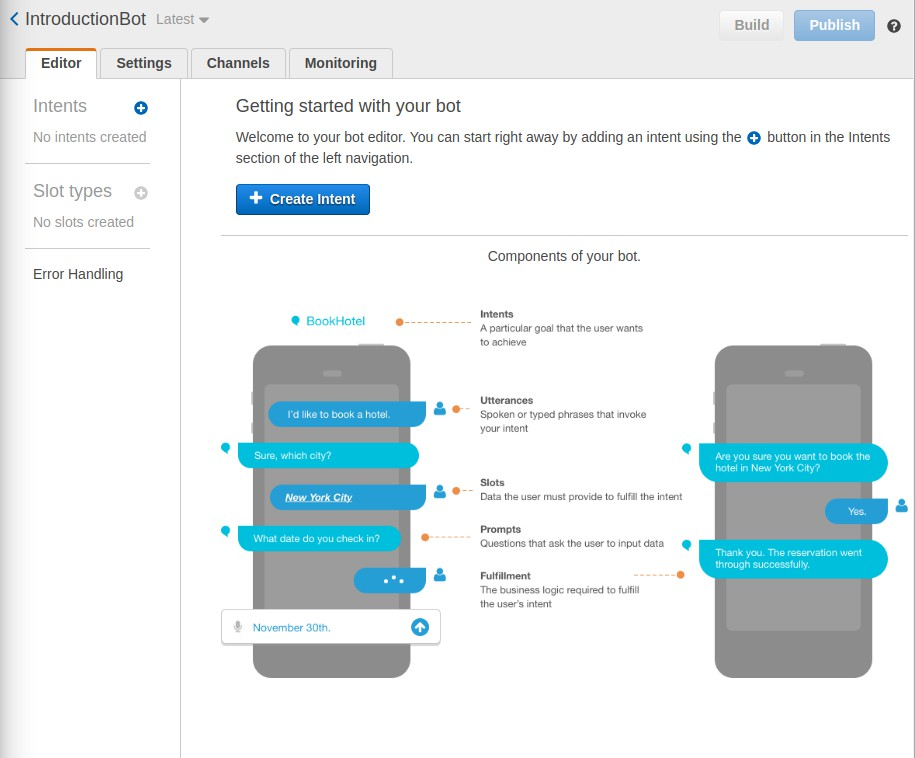 IntroductionBot Latest
Build Publish
Editor Settings Channels Monitoring
Intents
No intents created
Slot types
No slots created
Error Handling
Getting started with your bot
Welcome to your bot editor. You can start right away by adding an intent using the button in the Intents
section of the left navigation.
Create Intent
Components of your bot.
BookHotel
Intents
A particular goal that the user wants
to achieve
I'd like to book a hotel.
Utterances
Spoken or typed phrases that invoke
your intent
Sure, which city?
New York City
Slots
Data the user must provide to fulfill the intent
What date do you check in?
Prompts
Questions that ask the user to input data
Fulfillment
The business logic required to fulfill
the user's intent
November 30th.
Are you sure you want to book the
hotel in New York City?
Yes.
Thank you. The reservation went
through successfully.